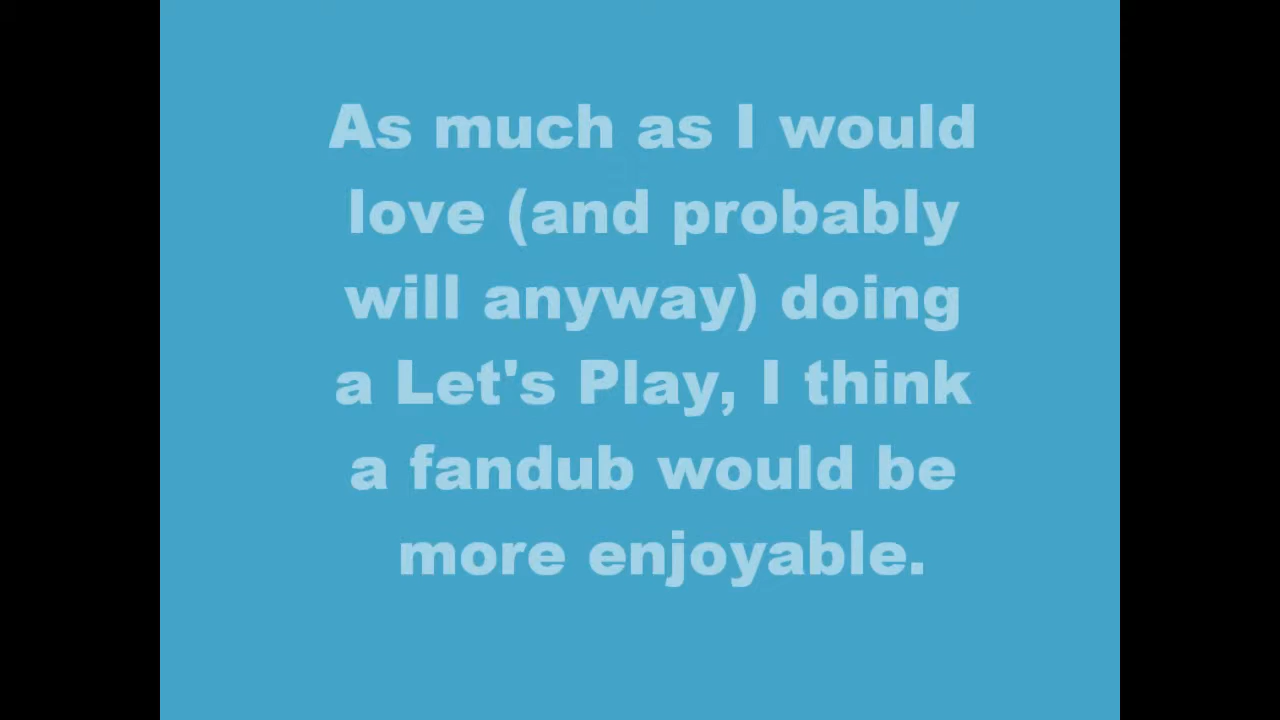 As much as I would
love (and probably
will anyway) doing
a Let's Play, I think
a fandub would be
more enjoyable.